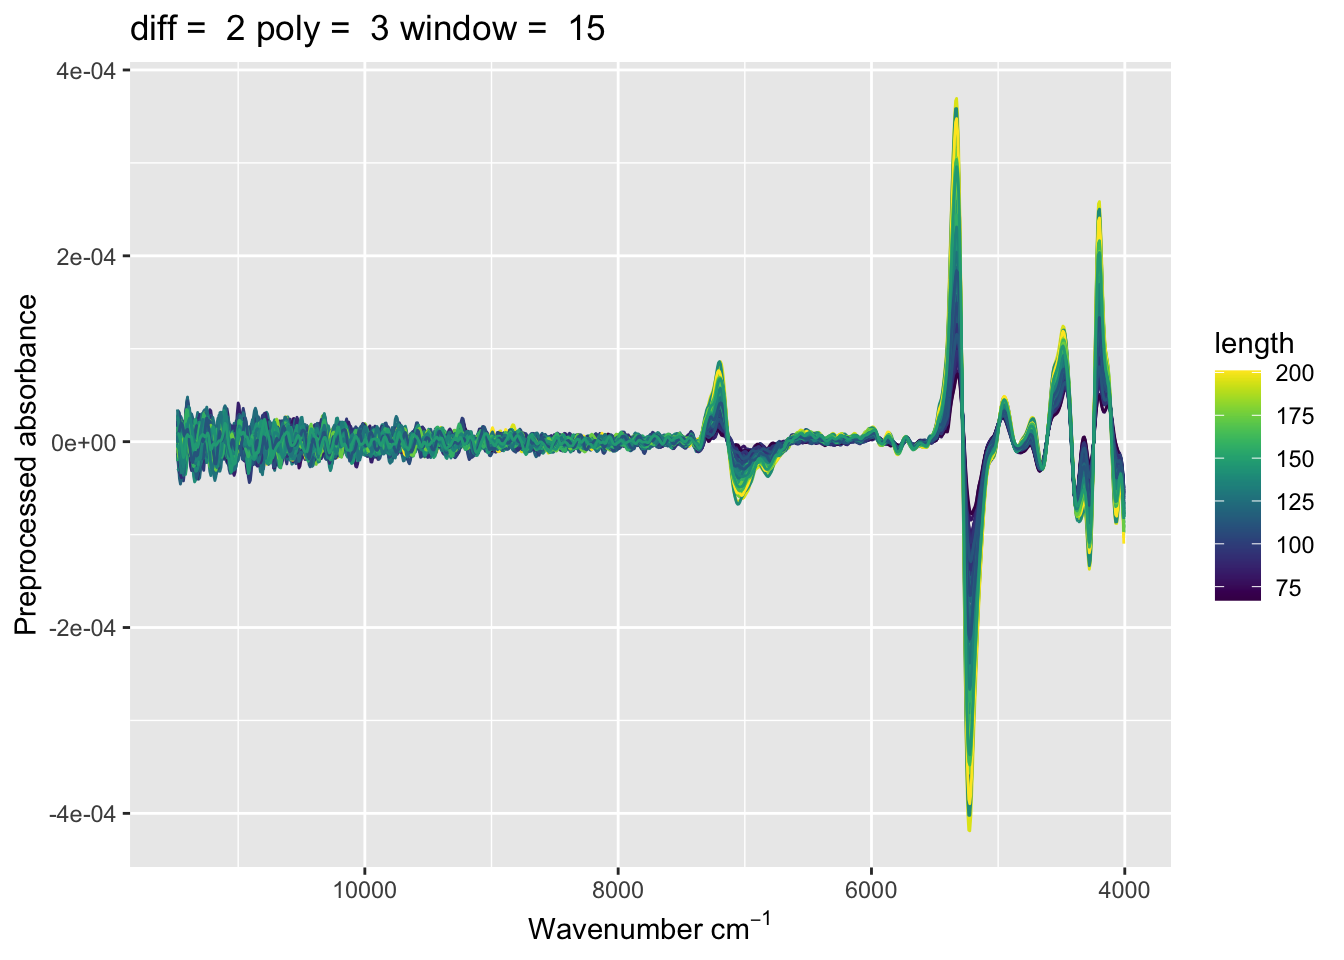 diff =  2 poly =  3 window =  15
4e-04
2e-04
0e+00
-2e-04
-4e-04
Preprocessed absorbance
10000 8000 6000 4000
Wavenumber cm⁻¹
length
200
175
150
125
100
75